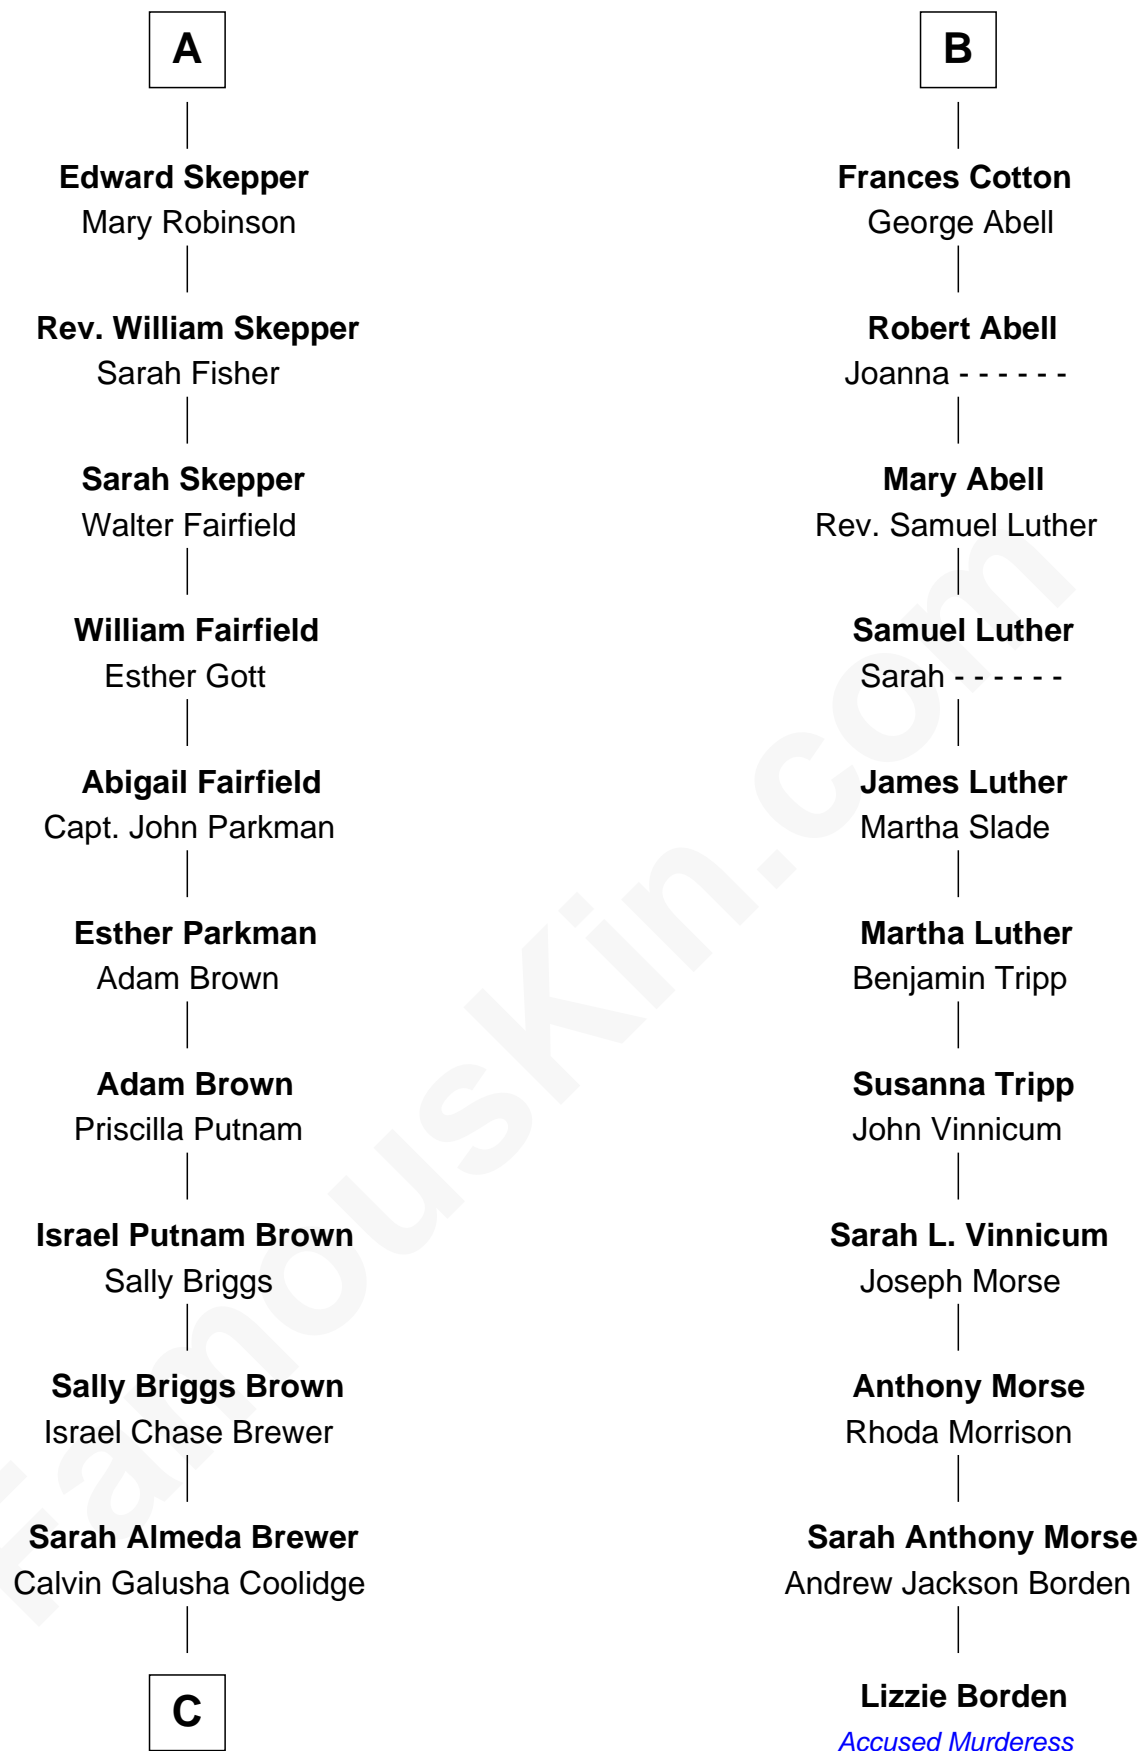 A
Edward Skepper
Mary Robinson
Rev. William Skepper
Sarah Fisher
Sarah Skepper
Walter Fairfield
William Fairfield
Esther Gott
Abigail Fairfield
Capt. John Parkman
Esther Parkman
Adam Brown
Adam Brown
Priscilla Putnam
Israel Putnam Brown
Sally Briggs
Sally Briggs Brown
Israel Chase Brewer
Sarah Almeda Brewer
Calvin Galusha Coolidge
C
B
Frances Cotton
George Abell
Robert Abell
Joanna - - - - - -
Mary Abell
Rev. Samuel Luther
Samuel Luther
Sarah - - - - - -
James Luther
Martha Slade
Martha Luther
Benjamin Tripp
Susanna Tripp
John Vinnicum
Sarah L. Vinnicum
Joseph Morse
Anthony Morse
Rhoda Morrison
Sarah Anthony Morse
Andrew Jackson Borden
Lizzie Borden
Accused Murderess
FamousKin.com